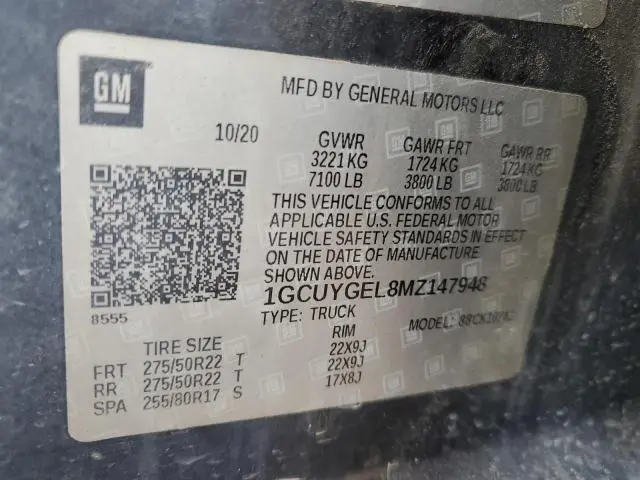 GM
MFD BY GENERAL MOTORS LLC
10/20 GVWR GAWR FRT GAWR RR
3221 KG 1724 KG 1724 KG
7100 LB 3800 LB 3800 LB
THIS VEHICLE CONFORMS TO ALL
APPLICABLE U.S. FEDERAL MOTOR
VEHICLE SAFETY STANDARDS IN EFFECT
ON THE DATE OF MANUFACTURE
SHOWN ABOVE.
1GCUYGEL8MZ147948
8555 TYPE: TRUCK MODEL:
TIRE SIZE RIM
FRT 275/50R22 T 22X9J
RR 275/50R22 T 22X9J
SPA 255/80R17 S 17X8J